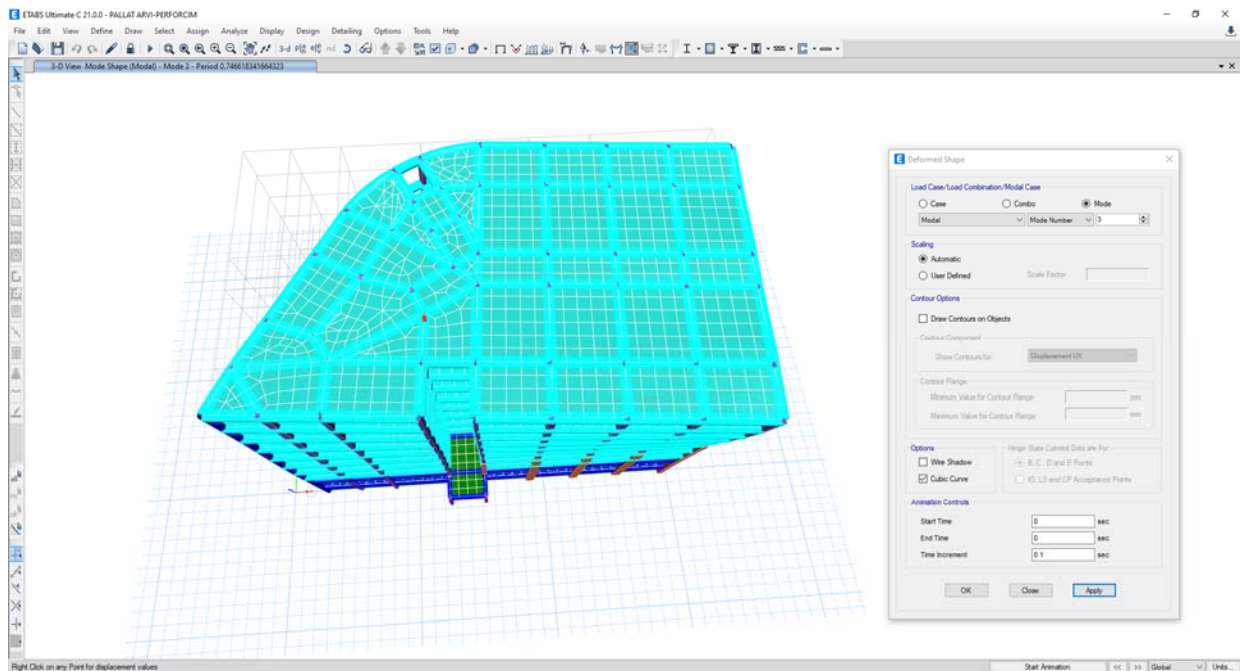 ETABS Ultimate C 21.0.0 - PALLAT ARVI-PERFORCIM
File Edit View Define Draw Select Assign Analyze Display Design Detailing Options Tools Help
3-d
3-D View Mode Shape (Modal) - Mode 3 - Period 0.746618341664323
Deformed Shape
Load Case/Load Combination/Modal Case
Case Combo Mode
Modal Mode Number 3
Scaling
Automatic
User Defined Scale Factor
Contour Options
Draw Contours on Objects
Contour Component
Show Contours for Displacement UX
Contour Range
Minimum Value for Contour Range mm
Maximum Value for Contour Range mm
Options
Wire Shadow
Cubic Curve
Hinge State Colored Dots are For
B, C, D and E Points
IO, LS and CP Acceptance Points
Animation Controls
Start Time 0 sec
End Time 0 sec
Time Increment 0.1 sec
OK Close Apply
Right Click on any Point for displacement values
Start Animation << >> Global Units...